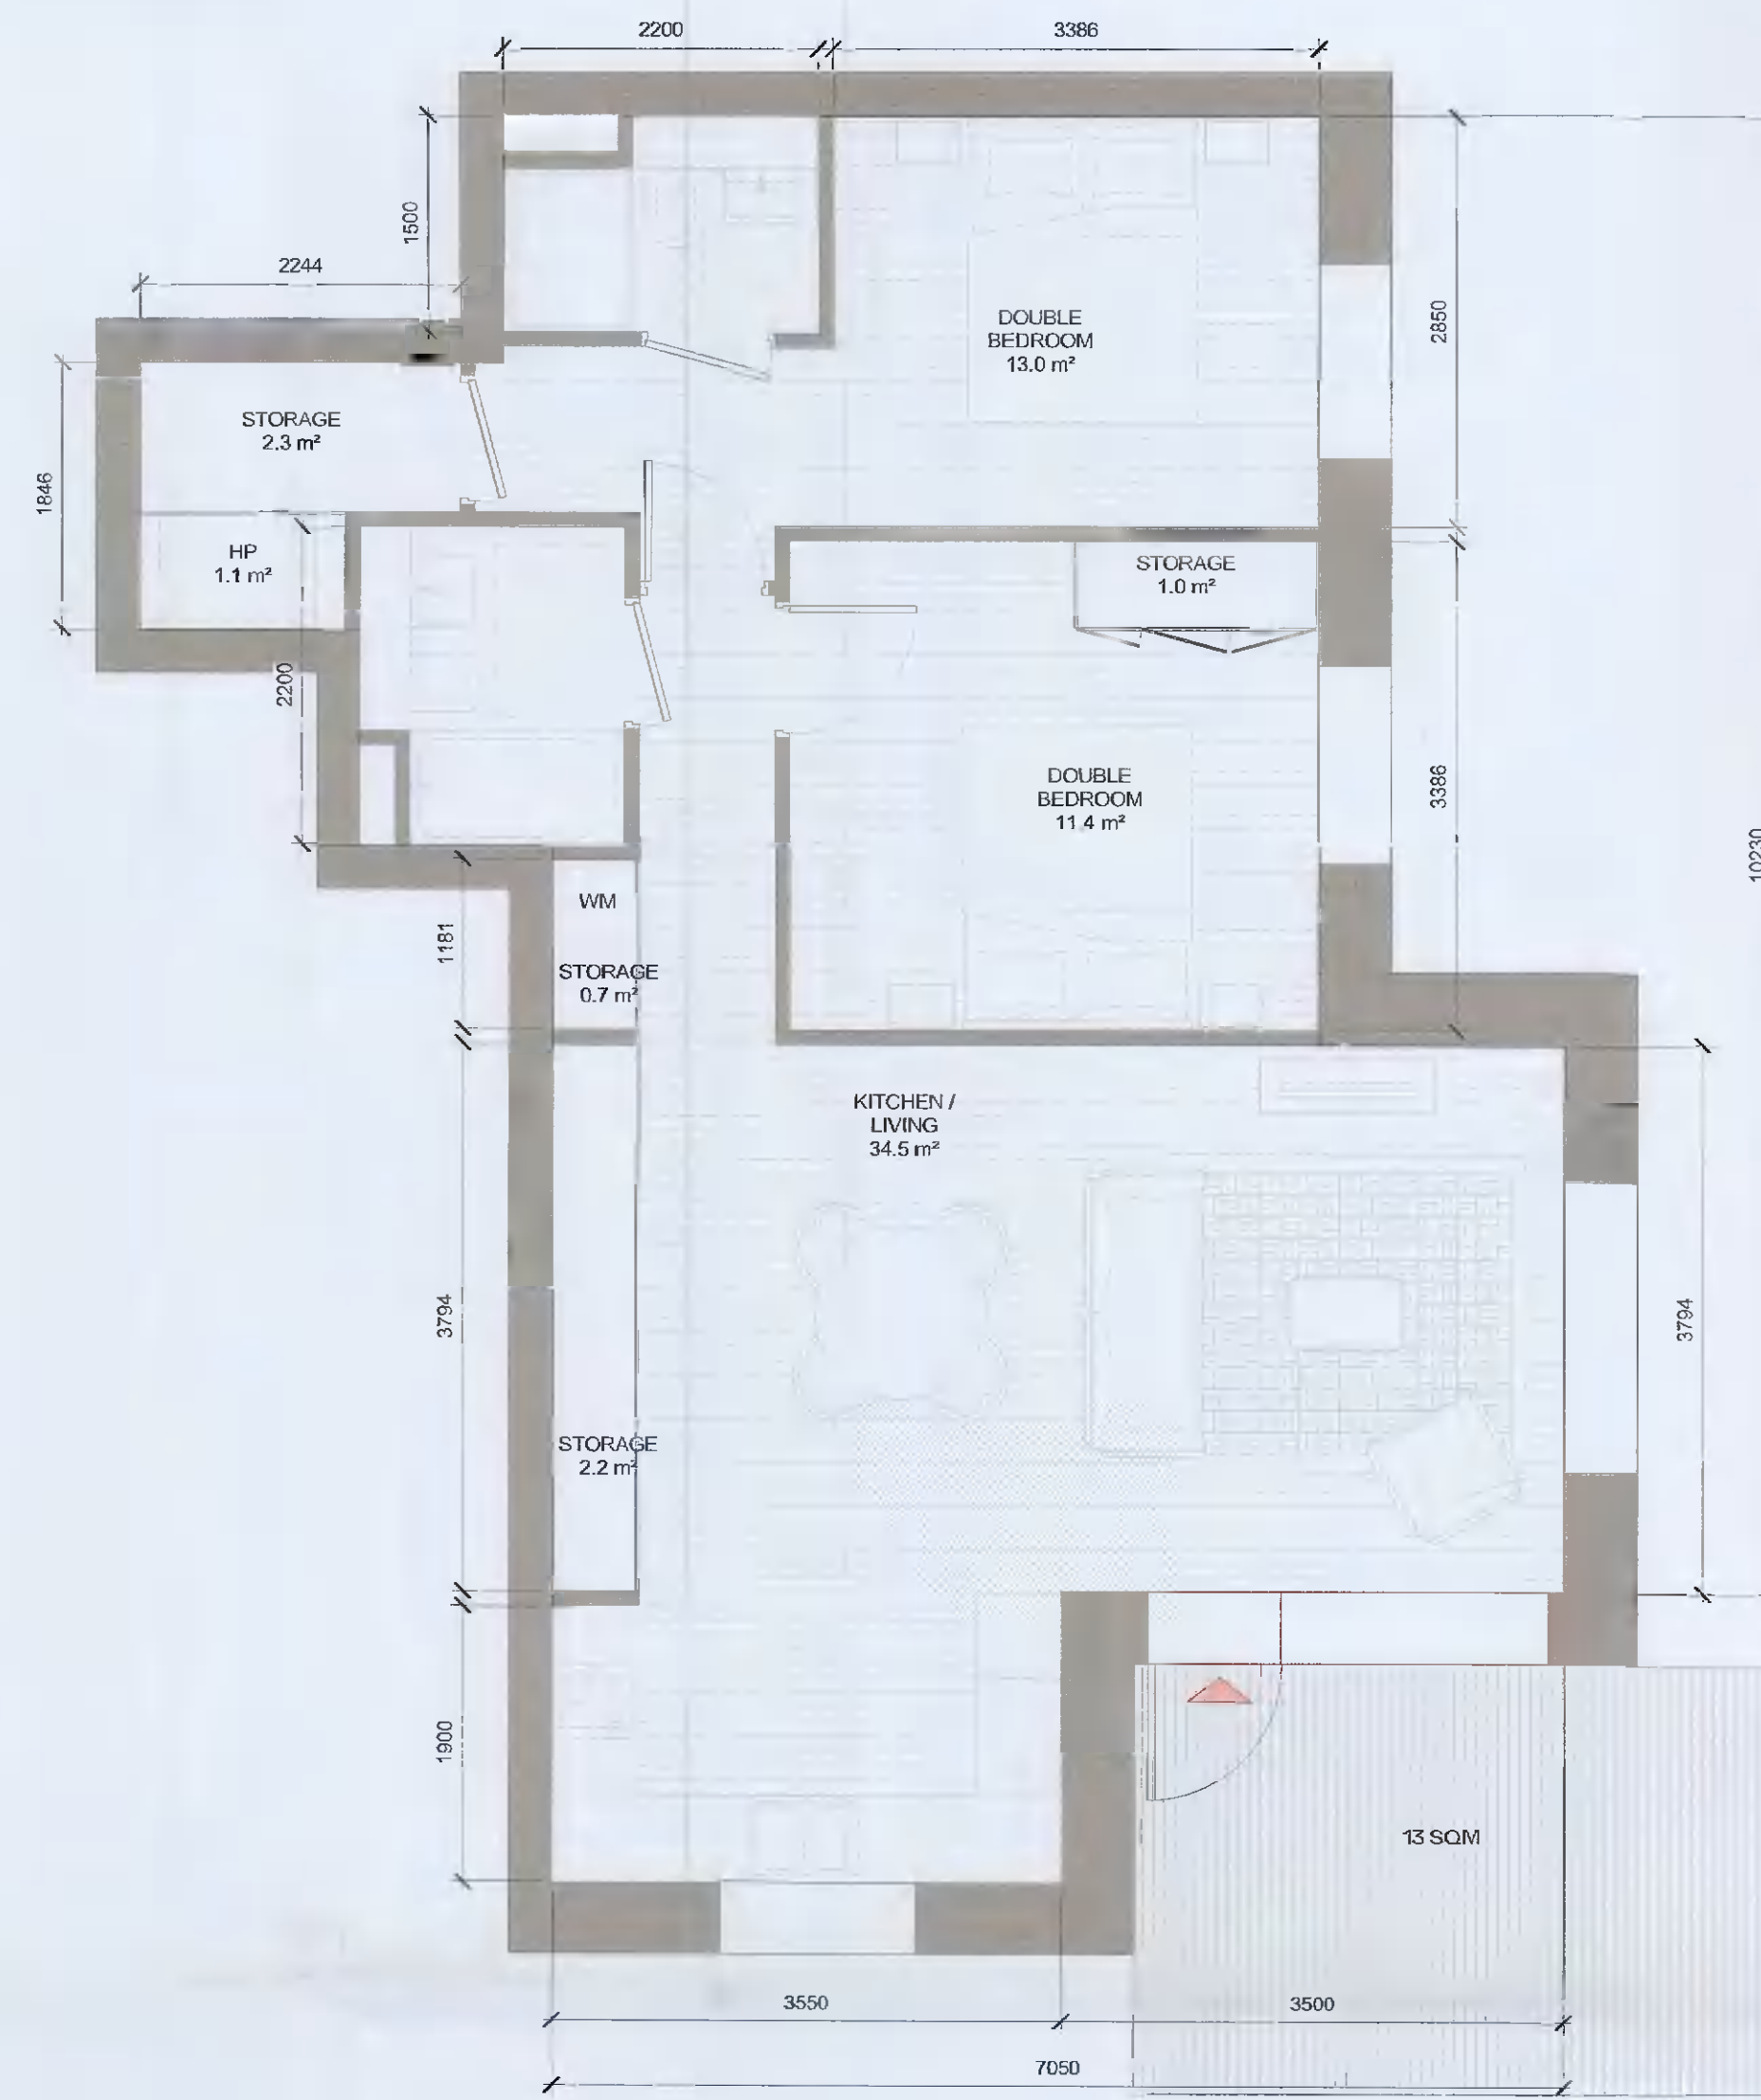 2200
3386
1500
2244
DOUBLE
BEDROOM
13.0 m²
2850
STORAGE
2.3 m²
1846
HP
1.1 m²
STORAGE
1.0 m²
2200
DOUBLE
BEDROOM
11.4 m²
3386
10230
WM
1181
STORAGE
0.7 m²
KITCHEN /
LIVING
34.5 m²
3794
3794
STORAGE
2.2 m²
1900
13 SQM
3550
3500
7050